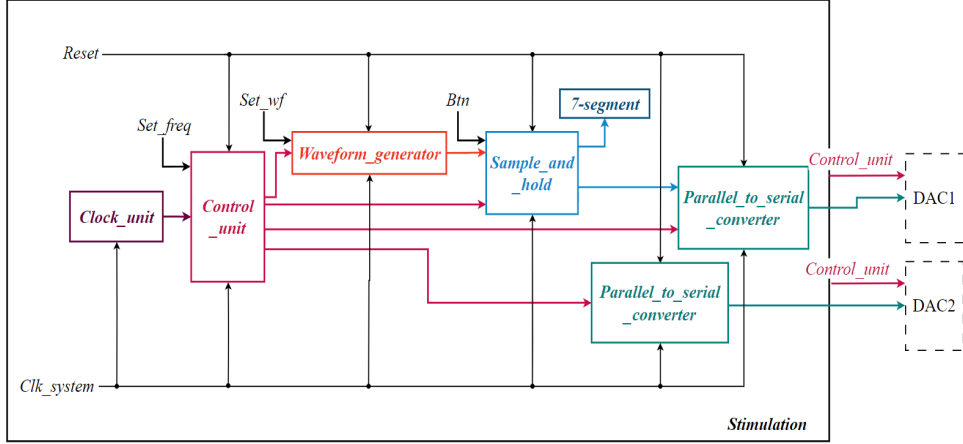 Reset
Set_wf
Btn
7-segment
Set_freq
Waveform_generator
Sample_and
_hold
Control_unit
Clock_unit
Control
_unit
Parallel_to_serial
_converter
DAC1
Control_unit
Parallel_to_serial
_converter
DAC2
Clk_system
Stimulation